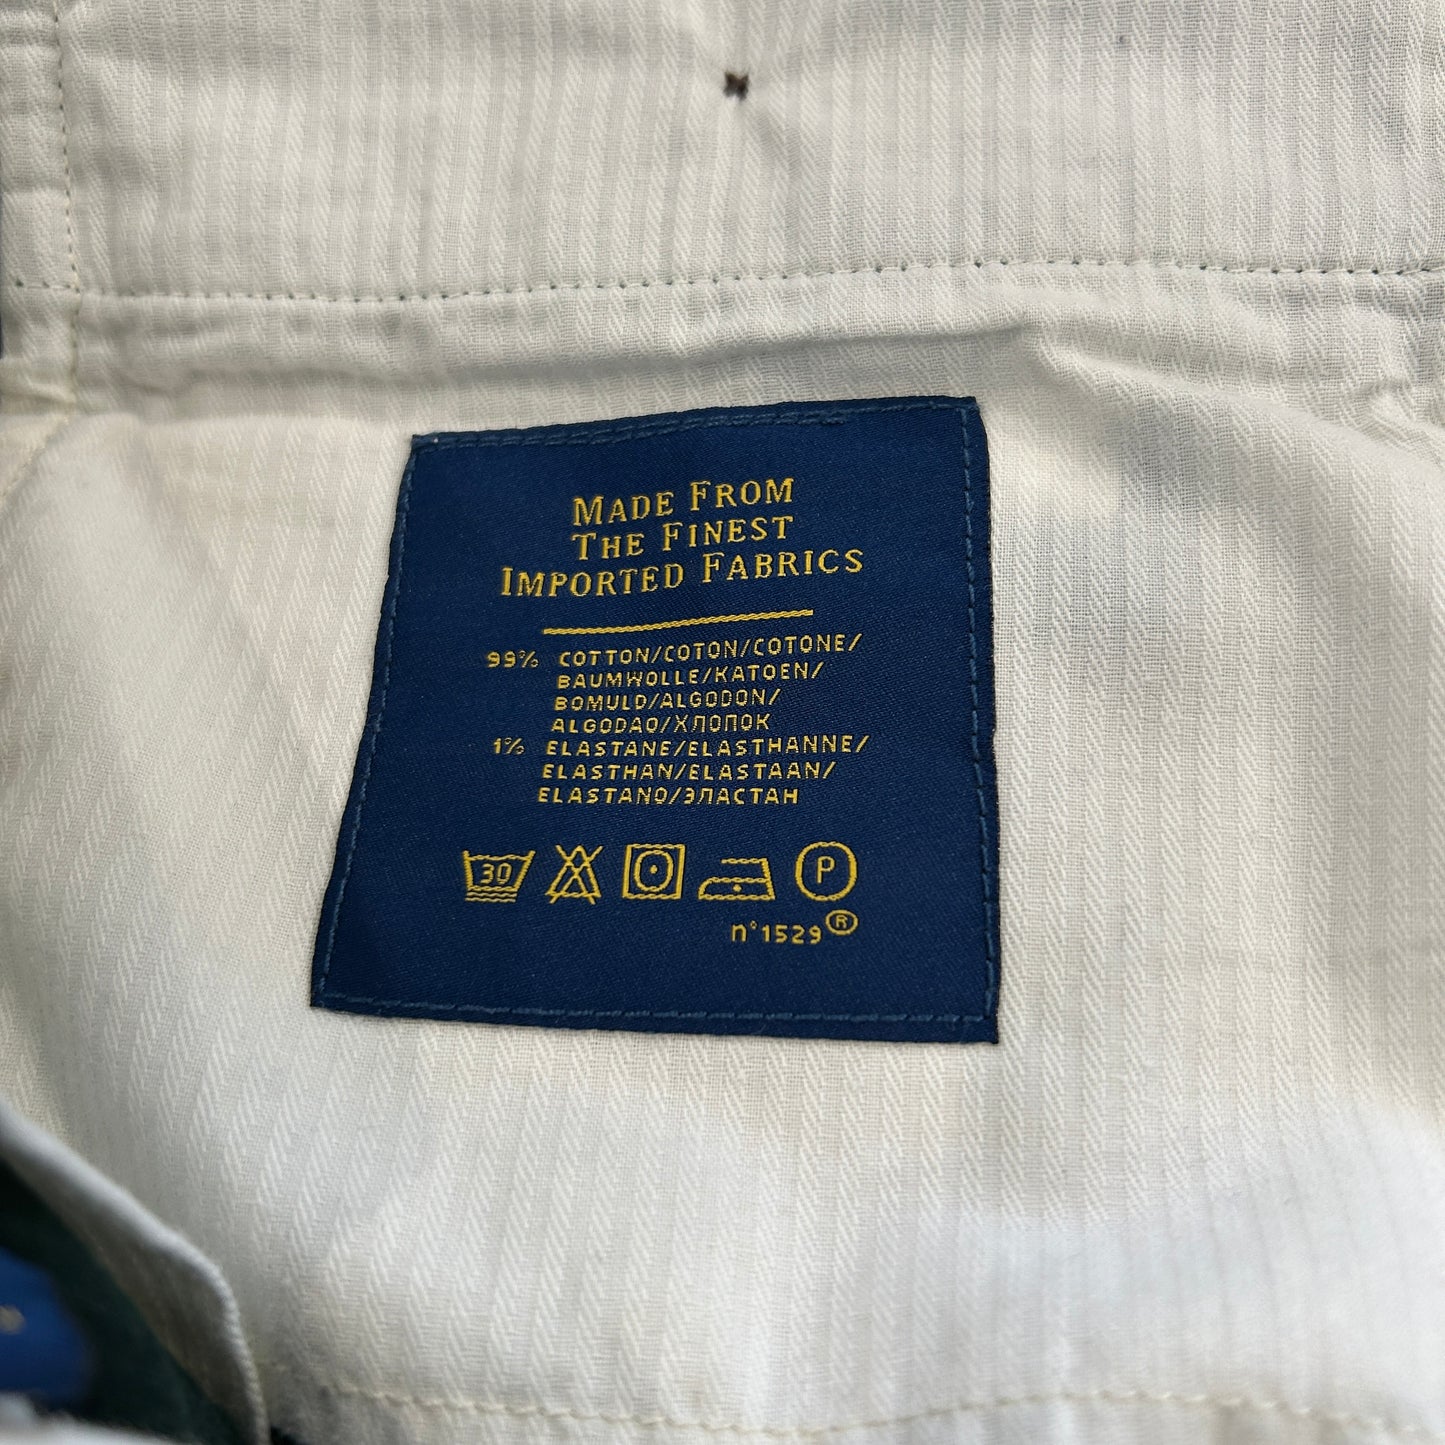 MADE FROM
THE FINEST
IMPORTED FABRICS
99% COTTON/COTON/COTONE/
BAUMWOLLE/KATOEN/
BOMULD/ALGODON/
ALGODAO/ХЛОПОК
1% ELASTANE/ELASTHANNE/
ELASTHAN/ELASTAAN/
ELASTANO/ЭЛАСТАН
30 P
n°1529®